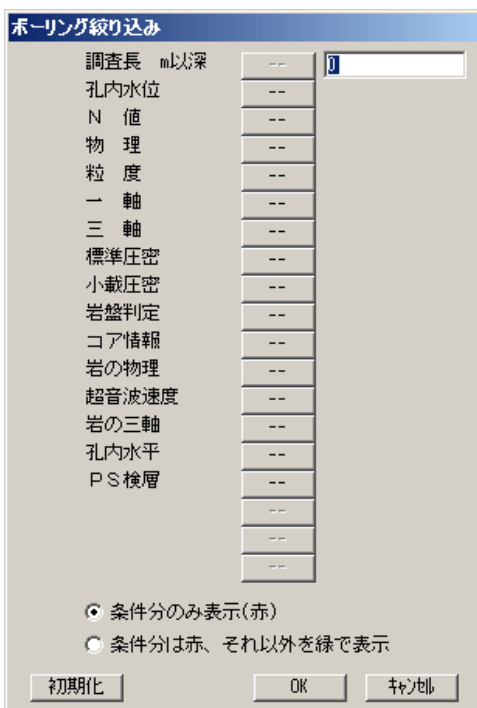 ボーリング絞り込み
調査長 m以深 -- 0
孔内水位 --
N 値 --
物 理 --
粒 度 --
一 軸 --
三 軸 --
標準圧密 --
小載圧密 --
岩盤判定 --
コア情報 --
岩の物理 --
超音波速度 --
岩の三軸 --
孔内水平 --
PS検層 --
--
--
--
条件分のみ表示(赤)
条件分は赤、それ以外を緑で表示
初期化 OK キャンセル